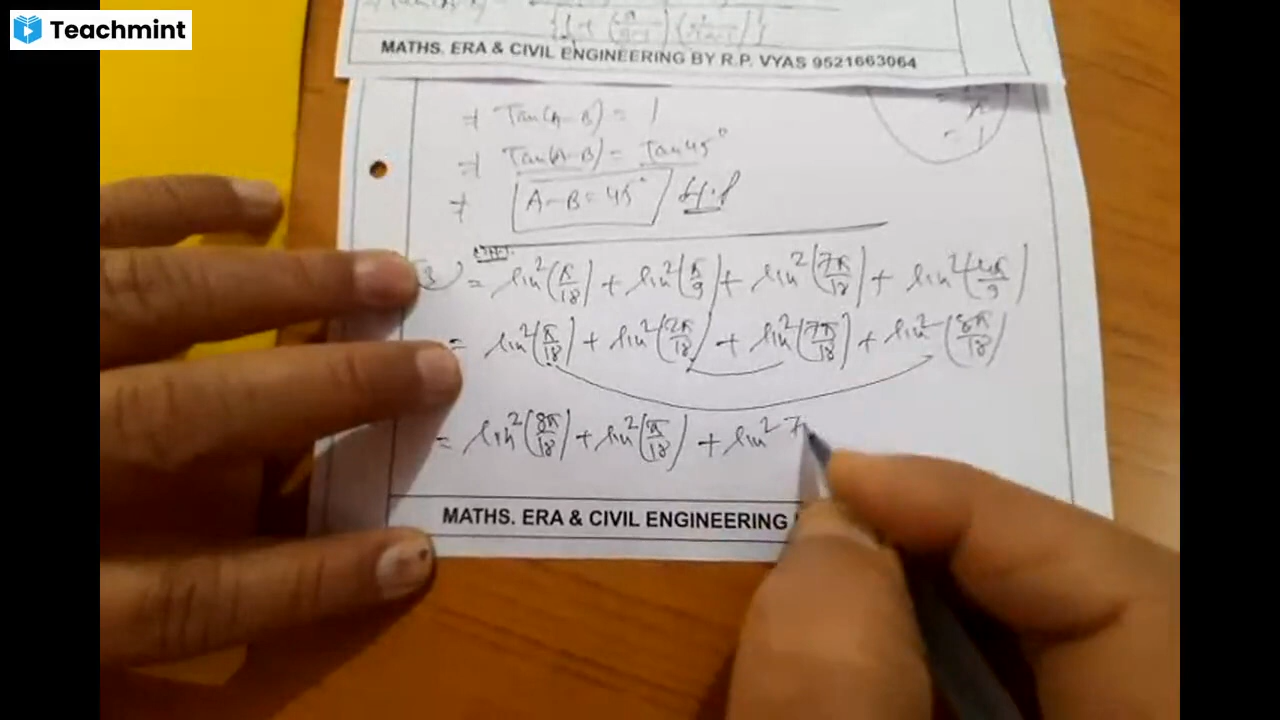 Teachmint
MATHS. ERA & CIVIL ENGINEERING BY R.P. VYAS 9521663064
⇒ Tan(A-B) = 1
⇒ Tan(A-B) = Tan45°
⇒ A-B = 45°
= sin²(π/18) + sin²(π/9) + sin²(7π/18) + sin²(4π/9)
= sin²(π/18) + sin²(2π/18) + sin²(7π/18) + sin²(8π/18)
= sin²(8π/18) + sin²(π/18) + sin² 7
MATHS. ERA & CIVIL ENGINEERING